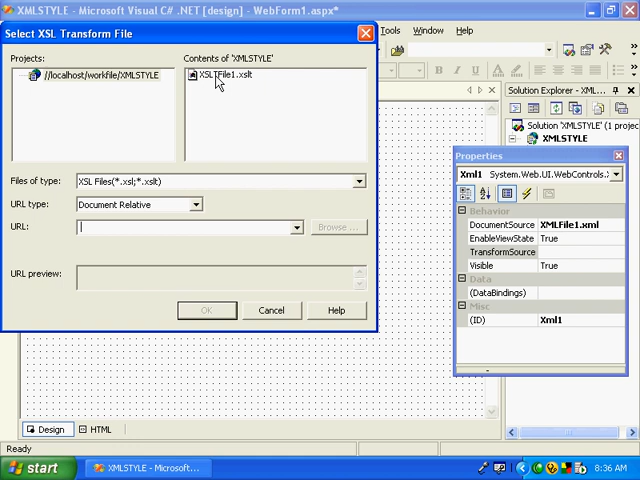 XMLSTYLE - Microsoft Visual C# .NET [design] - WebForm1.aspx*
Tools Window Help
Select XSL Transform File
Projects:
//localhost/workfile/XMLSTYLE
Contents of 'XMLSTYLE'
XSLTFile1.xslt
Files of type: XSL Files(*.xsl;*.xslt)
URL type: Document Relative
URL: Browse ...
URL preview:
OK Cancel Help
B I U A
Solution Explorer - XML...
Solution 'XMLSTYLE' (1 projec
XMLSTYLE
Properties
Xml1 System.Web.UI.WebControls.X
Behavior
DocumentSource XMLFile1.xml
EnableViewState True
TransformSource
Visible True
Data
(DataBindings)
Misc
(ID) Xml1
Design HTML
Ready
start
XMLSTYLE - Microsoft...
8:36 AM